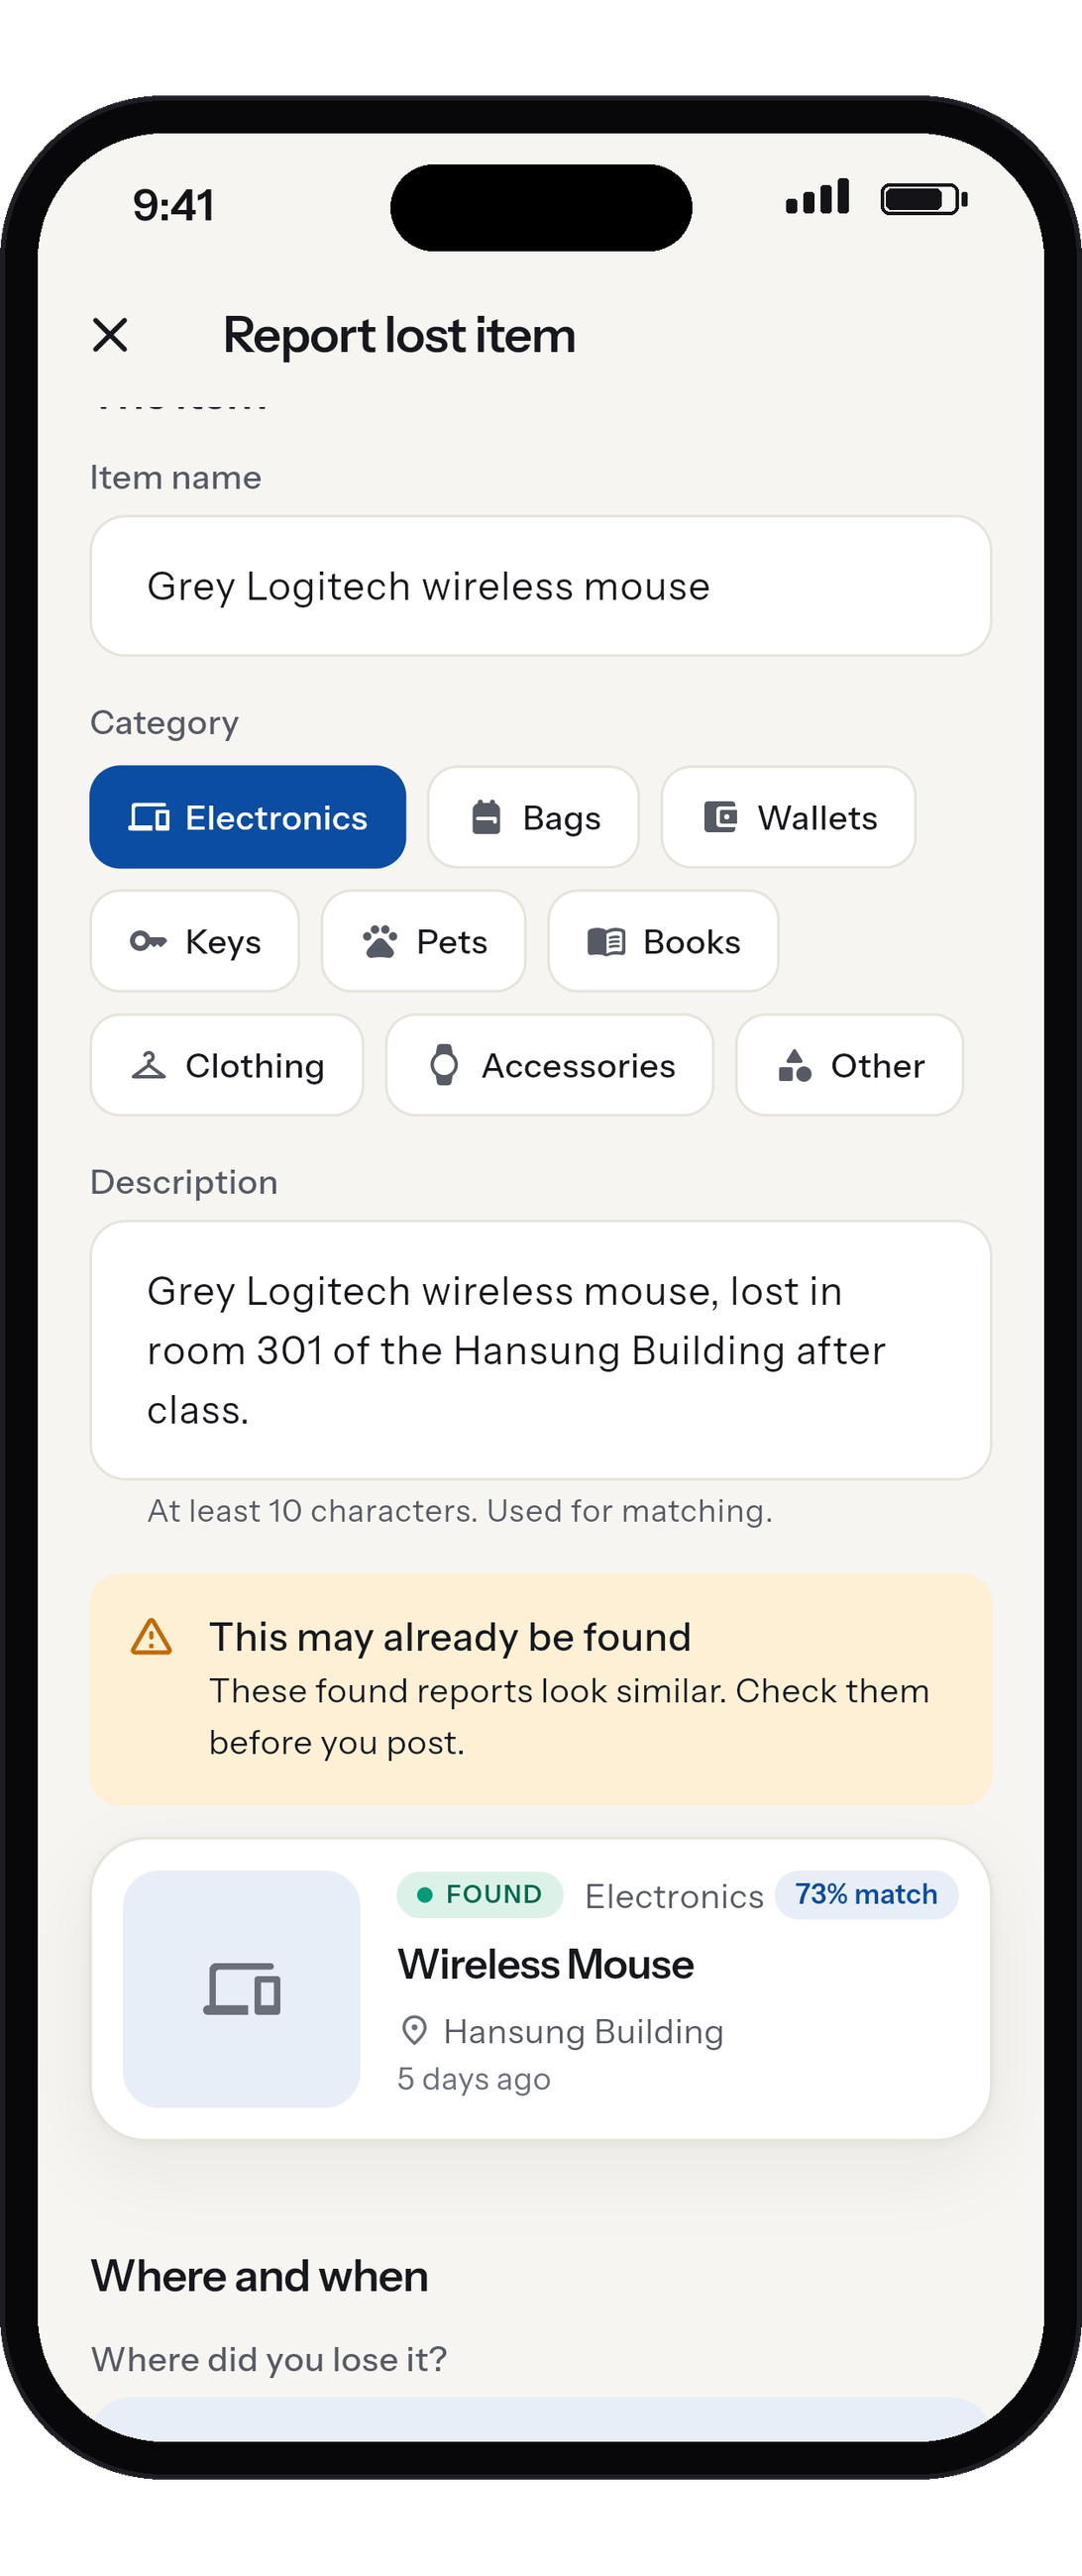 9:41
Report lost item
The item
Item name
Grey Logitech wireless mouse
Category
Electronics
Bags
Wallets
Keys
Pets
Books
Clothing
Accessories
Other
Description
Grey Logitech wireless mouse, lost in
room 301 of the Hansung Building after
class.
At least 10 characters. Used for matching.
This may already be found
These found reports look similar. Check them
before you post.
FOUND Electronics 73% match
Wireless Mouse
Hansung Building
5 days ago
Where and when
Where did you lose it?